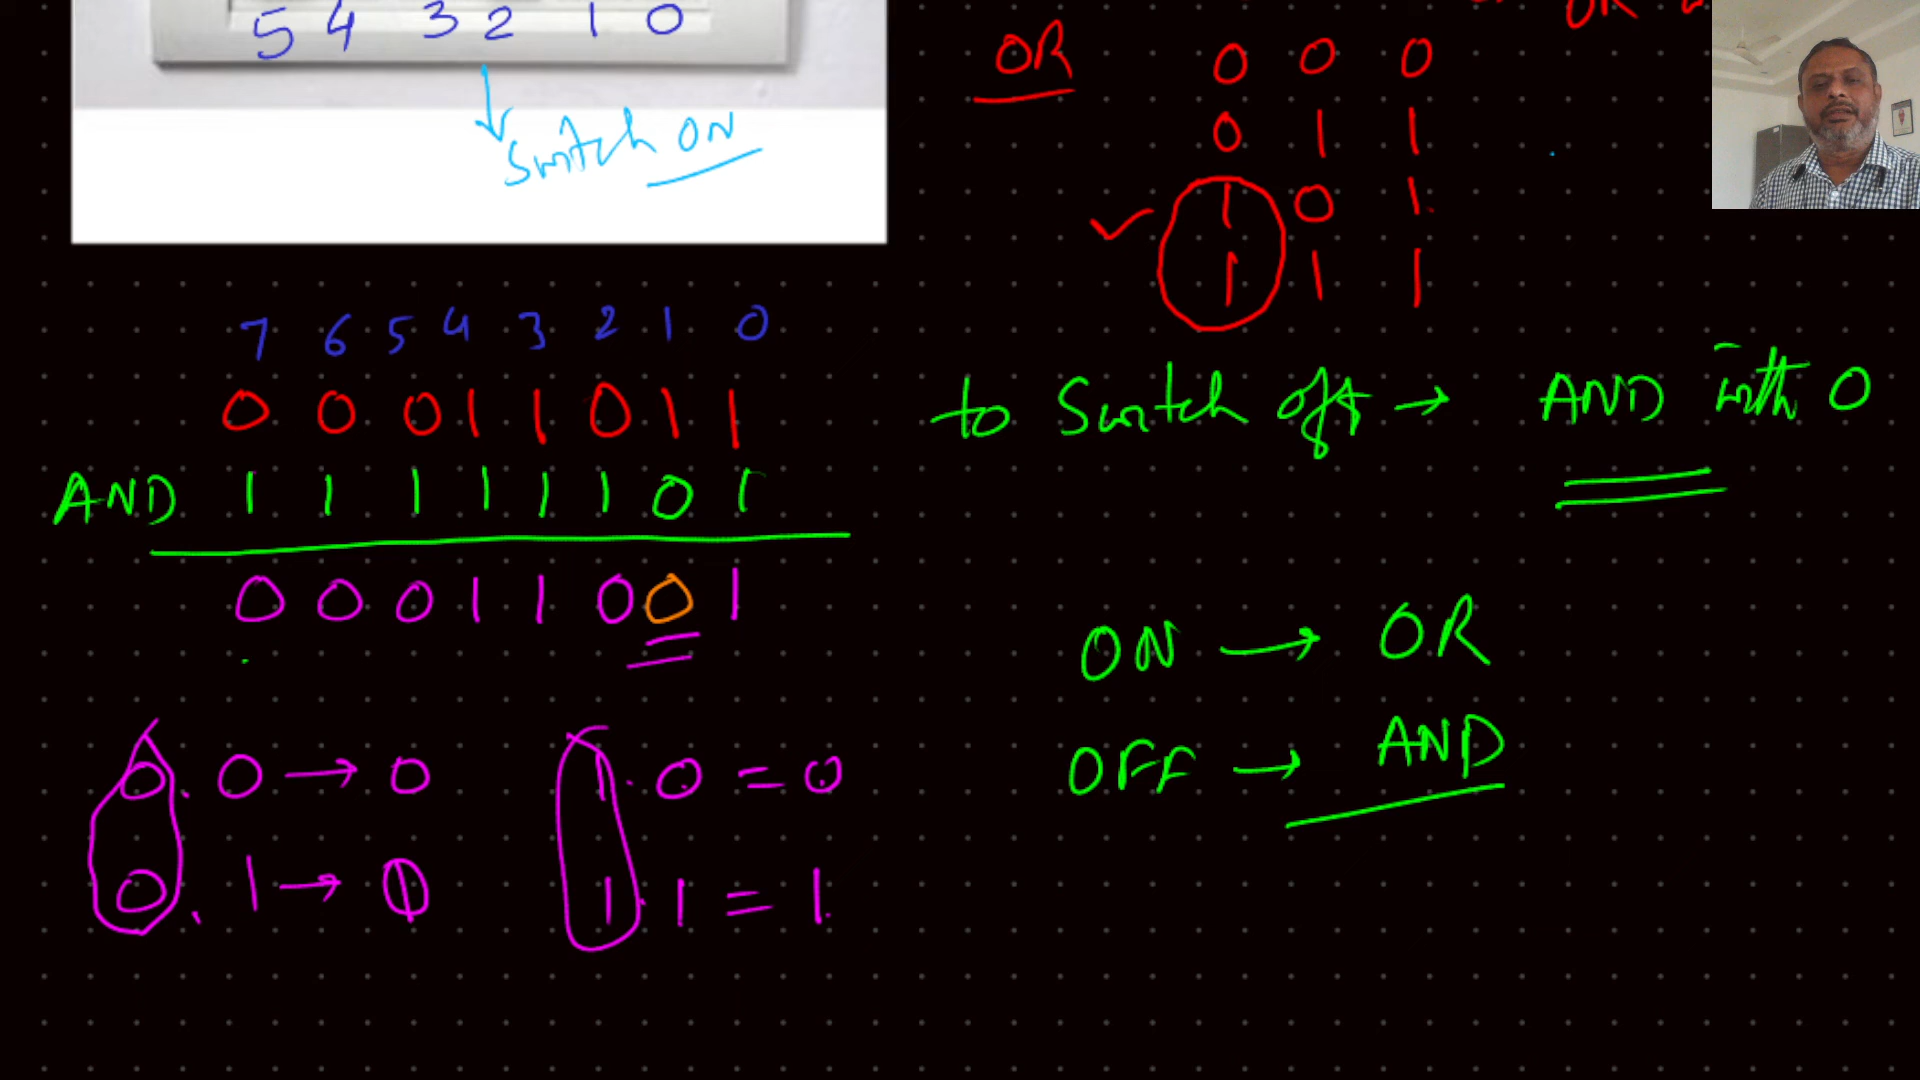 5 4 3 2 1 0
Switch ON
OR 0 0 0
0 1 1
1 0 1
1 1 1
7 6 5 4 3 2 1 0
0 0 0 1 1 0 1 1
AND 1 1 1 1 1 1 0 1
0 0 0 1 1 0 0 1
to Switch off → AND with 0
ON → OR
OFF → AND
0 . 0 → 0
0 . 1 → 0
1 . 0 = 0
1 . 1 = 1